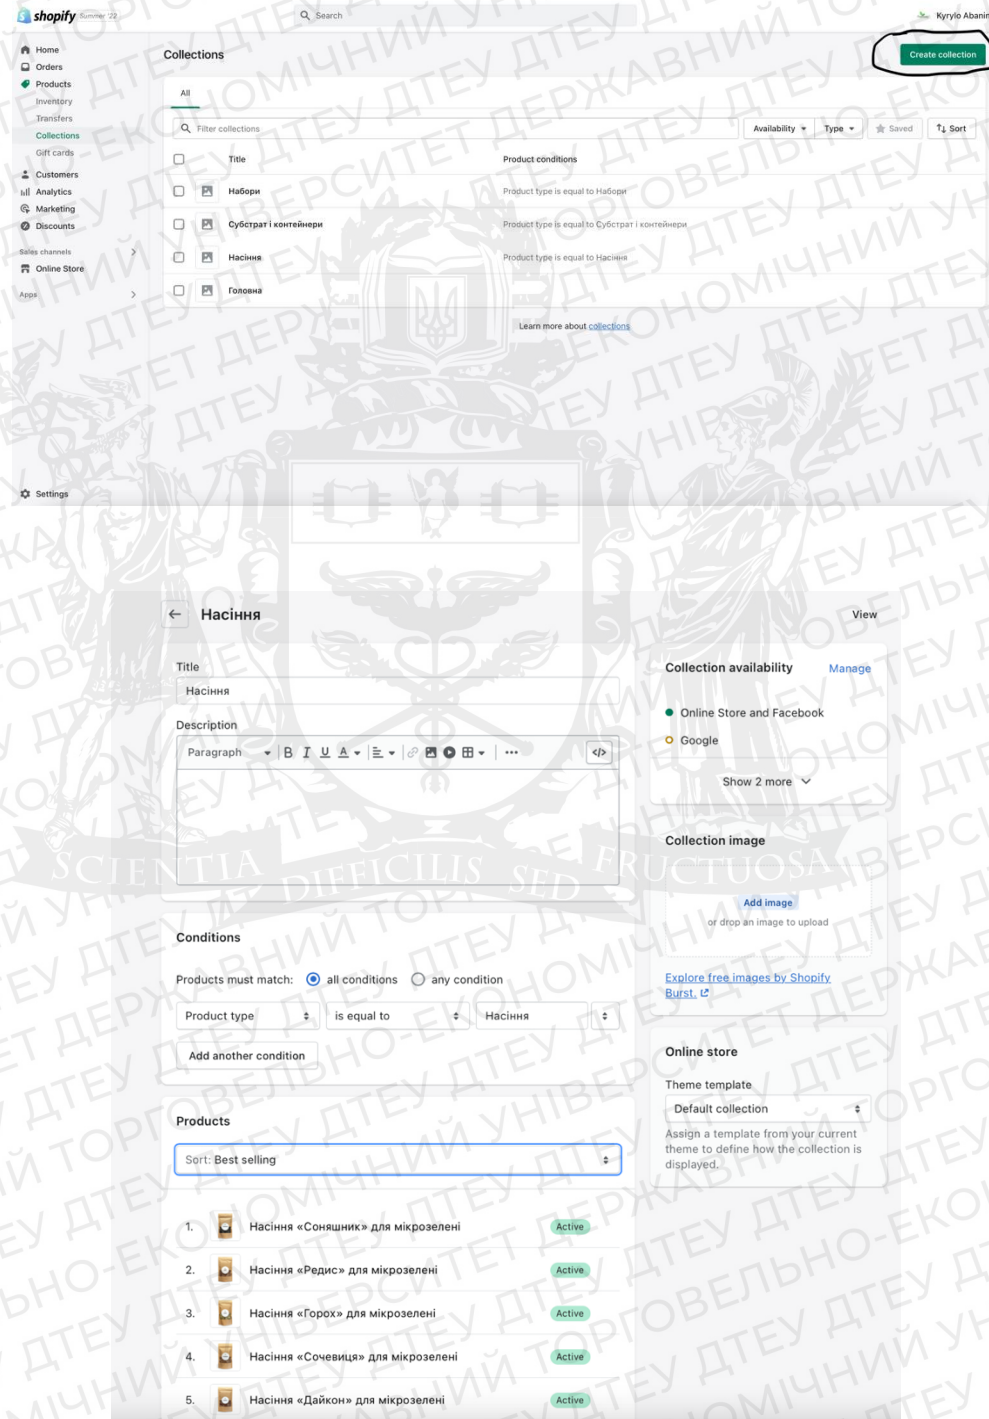 shopify Summer '22
Search
Kyrylo Abanin
Home
Orders
Products
Inventory
Transfers
Collections
Gift cards
Customers
Analytics
Marketing
Discounts
Sales channels
Online Store
Apps
Settings
Collections
Create collection
All
Filter collections
Availability
Type
Saved
Sort
Title Product conditions
Набори Product type is equal to Набори
Субстрат і контейнери Product type is equal to Субстрат і контейнери
Насіння Product type is equal to Насіння
Головна
Learn more about collections
Насіння
View
Title
Насіння
Description
Paragraph B I U A ... </>
Conditions
Products must match: all conditions any condition
Product type is equal to Насіння
Add another condition
Products
Sort: Best selling
1. Насіння «Соняшник» для мікрозелені Active
2. Насіння «Редис» для мікрозелені Active
3. Насіння «Горох» для мікрозелені Active
4. Насіння «Сочевиця» для мікрозелені Active
5. Насіння «Дайкон» для мікрозелені Active
Collection availability Manage
Online Store and Facebook
Google
Show 2 more
Collection image
Add image
or drop an image to upload
Explore free images by Shopify
Burst.
Online store
Theme template
Default collection
Assign a template from your current
theme to define how the collection is
displayed.
SCIENTIA DIFFICILIS SED FRUCTUOSA